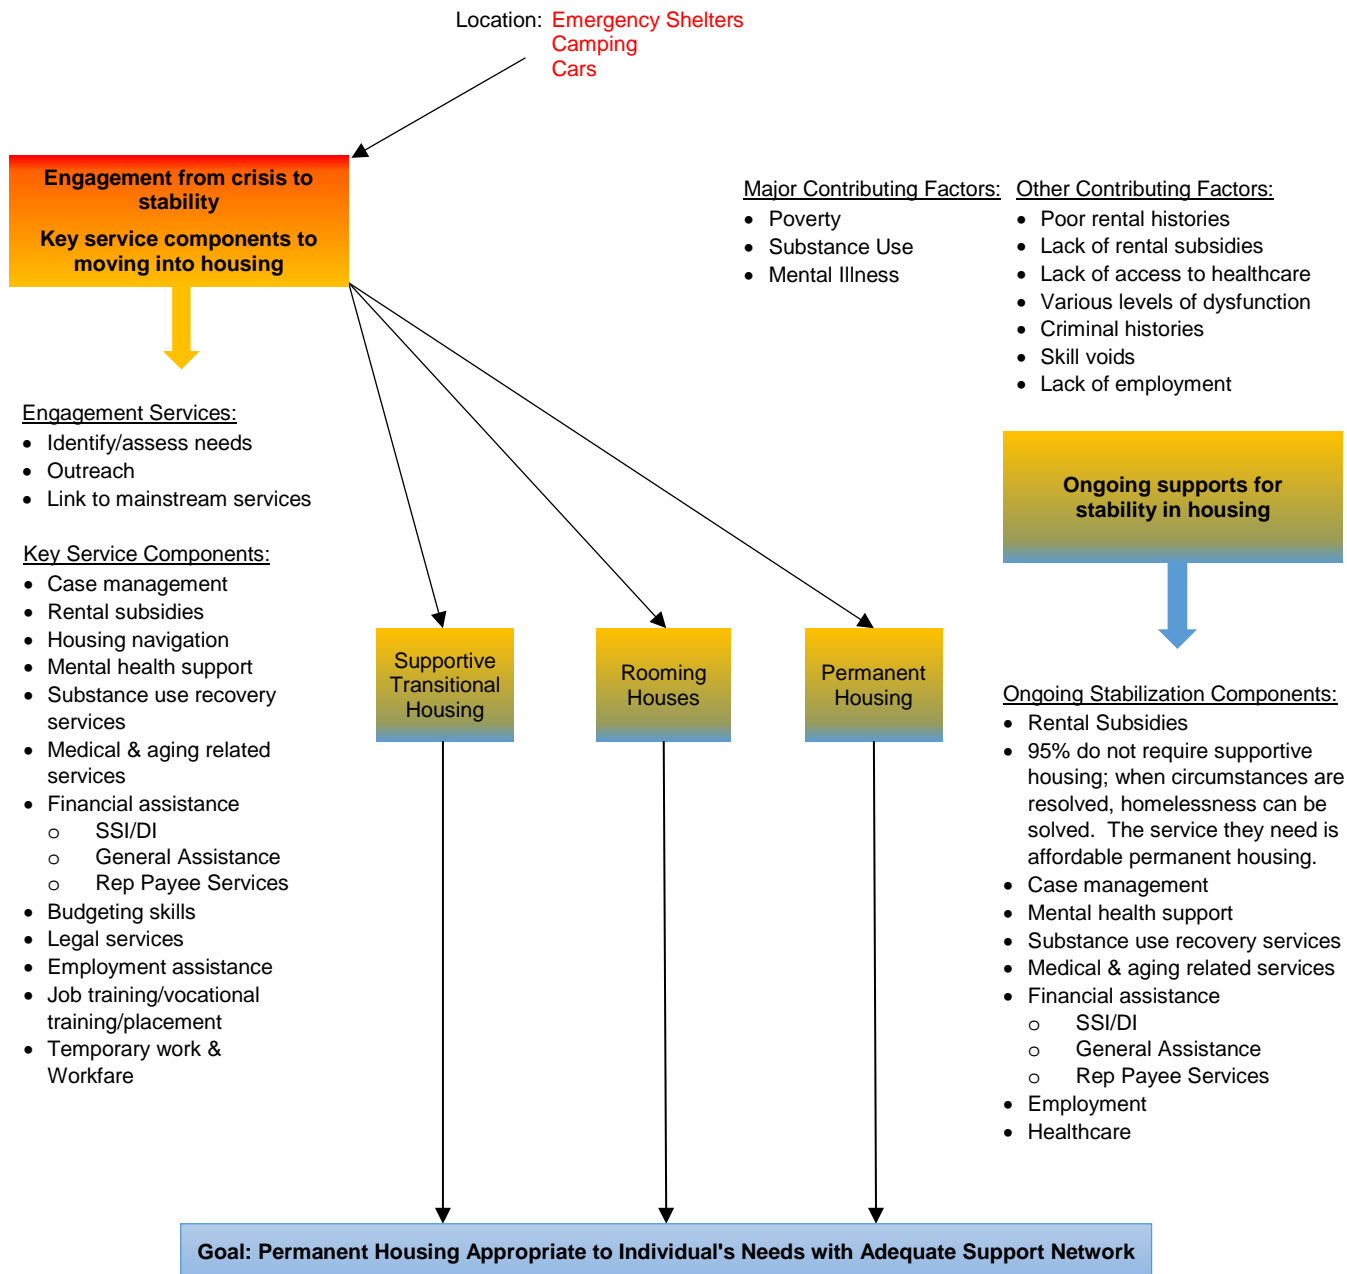 Location: Emergency Shelters
Camping
Cars
Engagement from crisis to
stability
Key service components to
moving into housing
Major Contributing Factors:
• Poverty
• Substance Use
• Mental Illness
Other Contributing Factors:
• Poor rental histories
• Lack of rental subsidies
• Lack of access to healthcare
• Various levels of dysfunction
• Criminal histories
• Skill voids
• Lack of employment
Engagement Services:
• Identify/assess needs
• Outreach
• Link to mainstream services
Key Service Components:
• Case management
• Rental subsidies
• Housing navigation
• Mental health support
• Substance use recovery
services
• Medical & aging related
services
• Financial assistance
o SSI/DI
o General Assistance
o Rep Payee Services
• Budgeting skills
• Legal services
• Employment assistance
• Job training/vocational
training/placement
• Temporary work &
Workfare
Supportive
Transitional
Housing
Rooming
Houses
Permanent
Housing
Ongoing supports for
stability in housing
Ongoing Stabilization Components:
• Rental Subsidies
• 95% do not require supportive
housing; when circumstances are
resolved, homelessness can be
solved.  The service they need is
affordable permanent housing.
• Case management
• Mental health support
• Substance use recovery services
• Medical & aging related services
• Financial assistance
o SSI/DI
o General Assistance
o Rep Payee Services
• Employment
• Healthcare
Goal: Permanent Housing Appropriate to Individual's Needs with Adequate Support Network